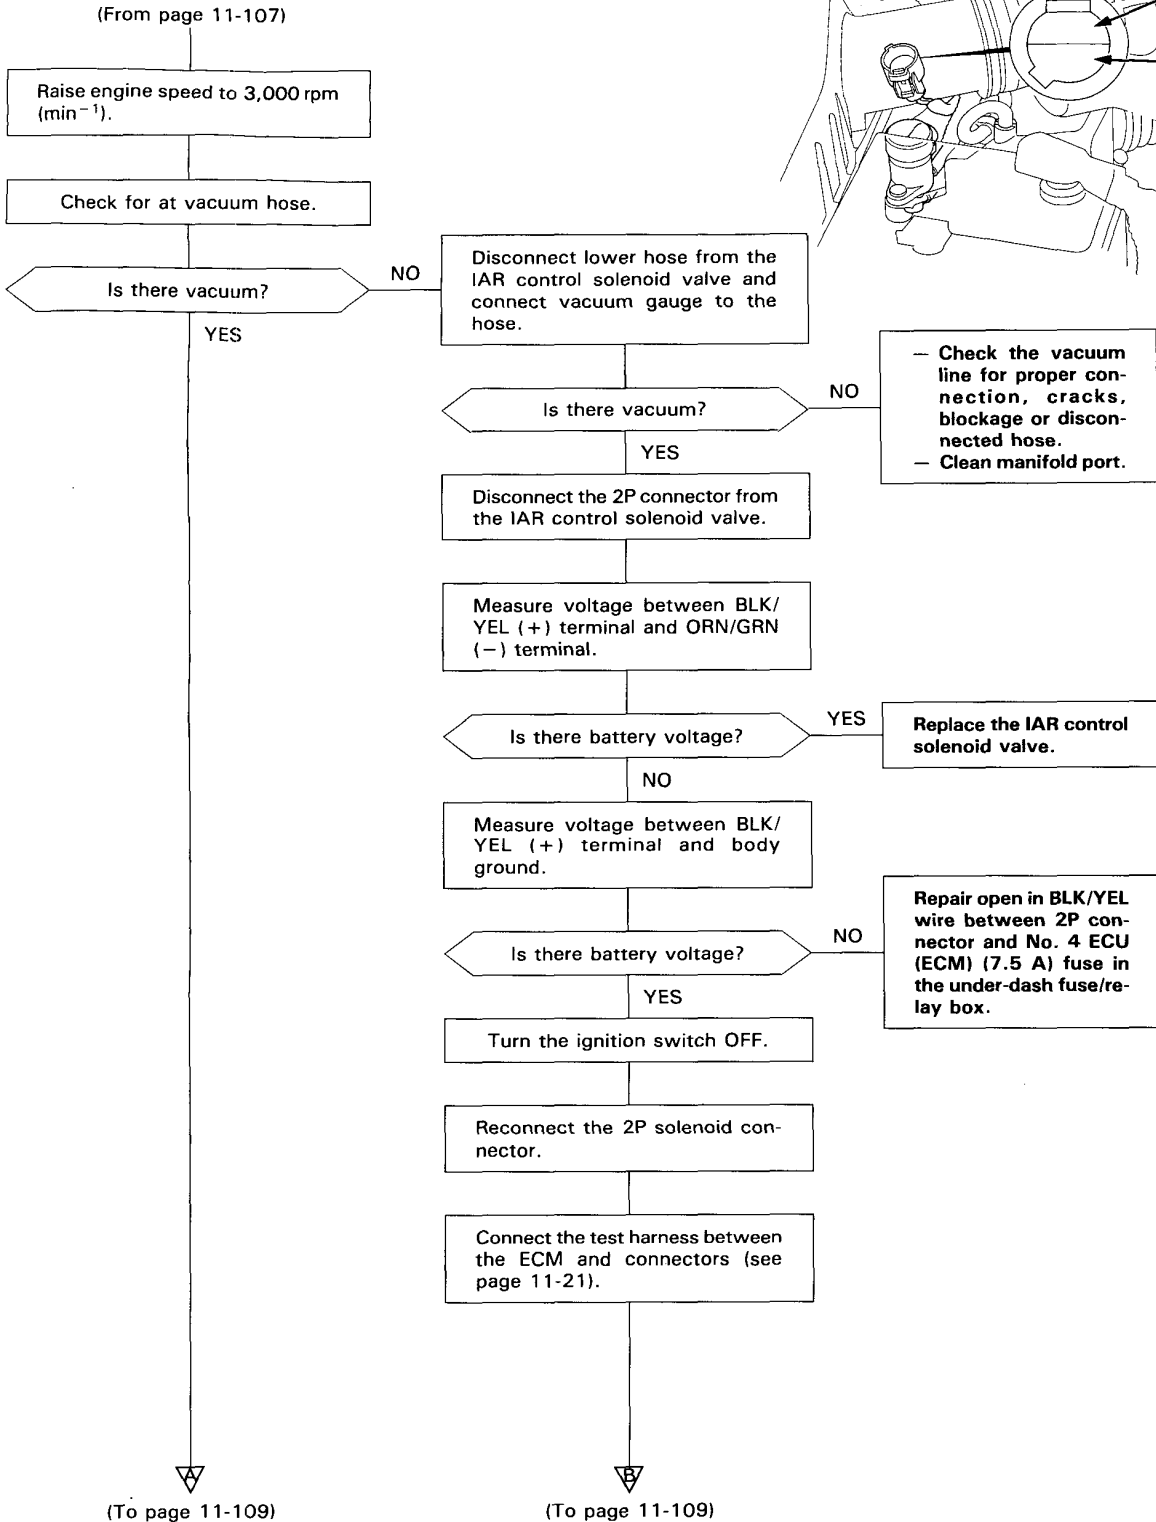 (From page 11-107)
Raise engine speed to 3,000 rpm
(min⁻¹).
Check for at vacuum hose.
Is there vacuum?
NO
YES
Disconnect lower hose from the
IAR control solenoid valve and
connect vacuum gauge to the
hose.
Is there vacuum?
NO
— Check the vacuum
line for proper con-
nection, cracks,
blockage or discon-
nected hose.
— Clean manifold port.
YES
Disconnect the 2P connector from
the IAR control solenoid valve.
Measure voltage between BLK/
YEL (+) terminal and ORN/GRN
(−) terminal.
Is there battery voltage?
YES
Replace the IAR control
solenoid valve.
NO
Measure voltage between BLK/
YEL (+) terminal and body
ground.
Is there battery voltage?
NO
Repair open in BLK/YEL
wire between 2P con-
nector and No. 4 ECU
(ECM) (7.5 A) fuse in
the under-dash fuse/re-
lay box.
YES
Turn the ignition switch OFF.
Reconnect the 2P solenoid con-
nector.
Connect the test harness between
the ECM and connectors (see
page 11-21).
A
(To page 11-109)
B
(To page 11-109)